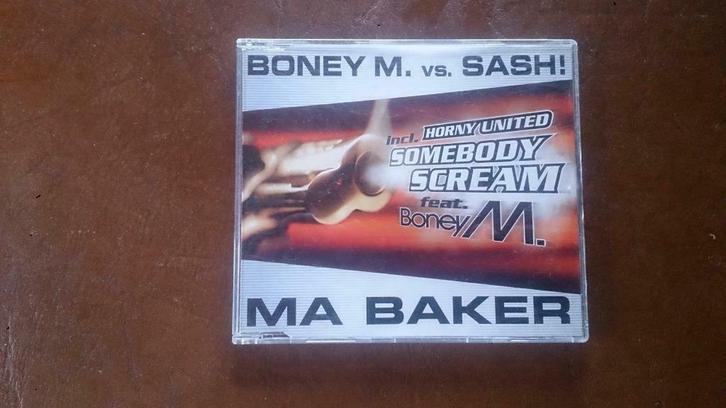 BONEY M. vs. SASH!
incl. HORNY UNITED
SOMEBODY
SCREAM
feat.
Boney M.
MA BAKER